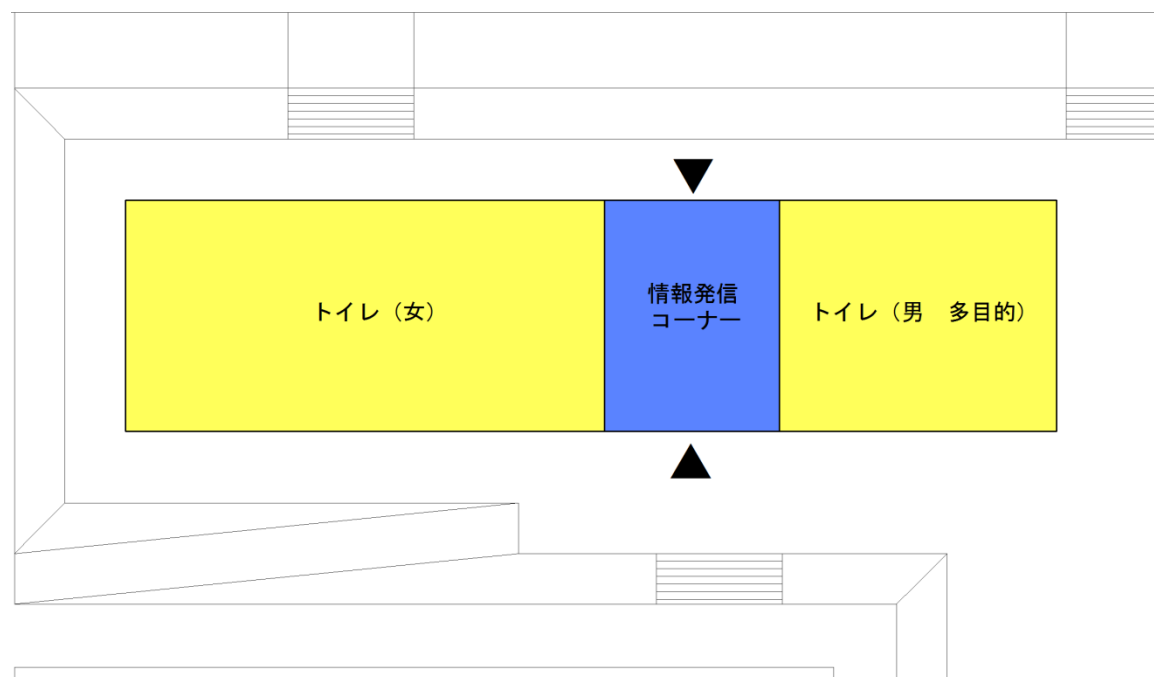 トイレ（女）
情報発信
コーナー
トイレ（男　多目的）